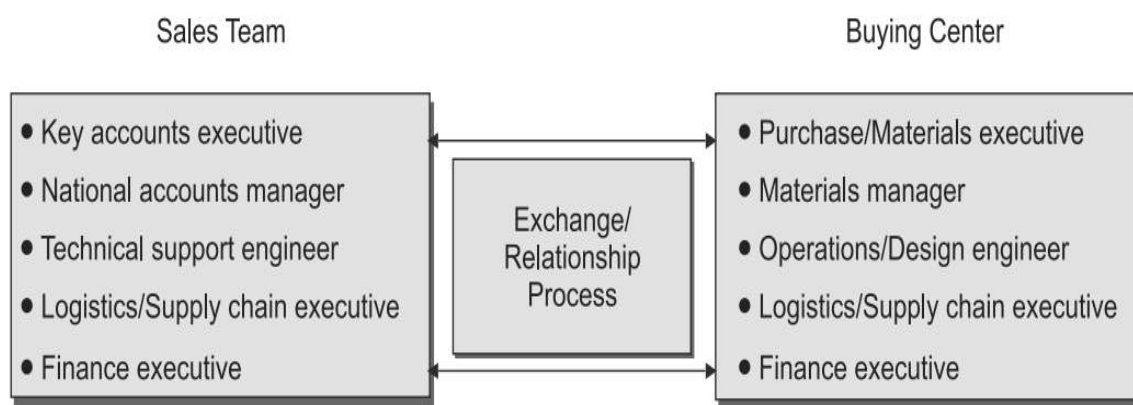 Sales Team
Buying Center
• Key accounts executive
• National accounts manager
• Technical support engineer
• Logistics/Supply chain executive
• Finance executive
Exchange/
Relationship
Process
• Purchase/Materials executive
• Materials manager
• Operations/Design engineer
• Logistics/Supply chain executive
• Finance executive